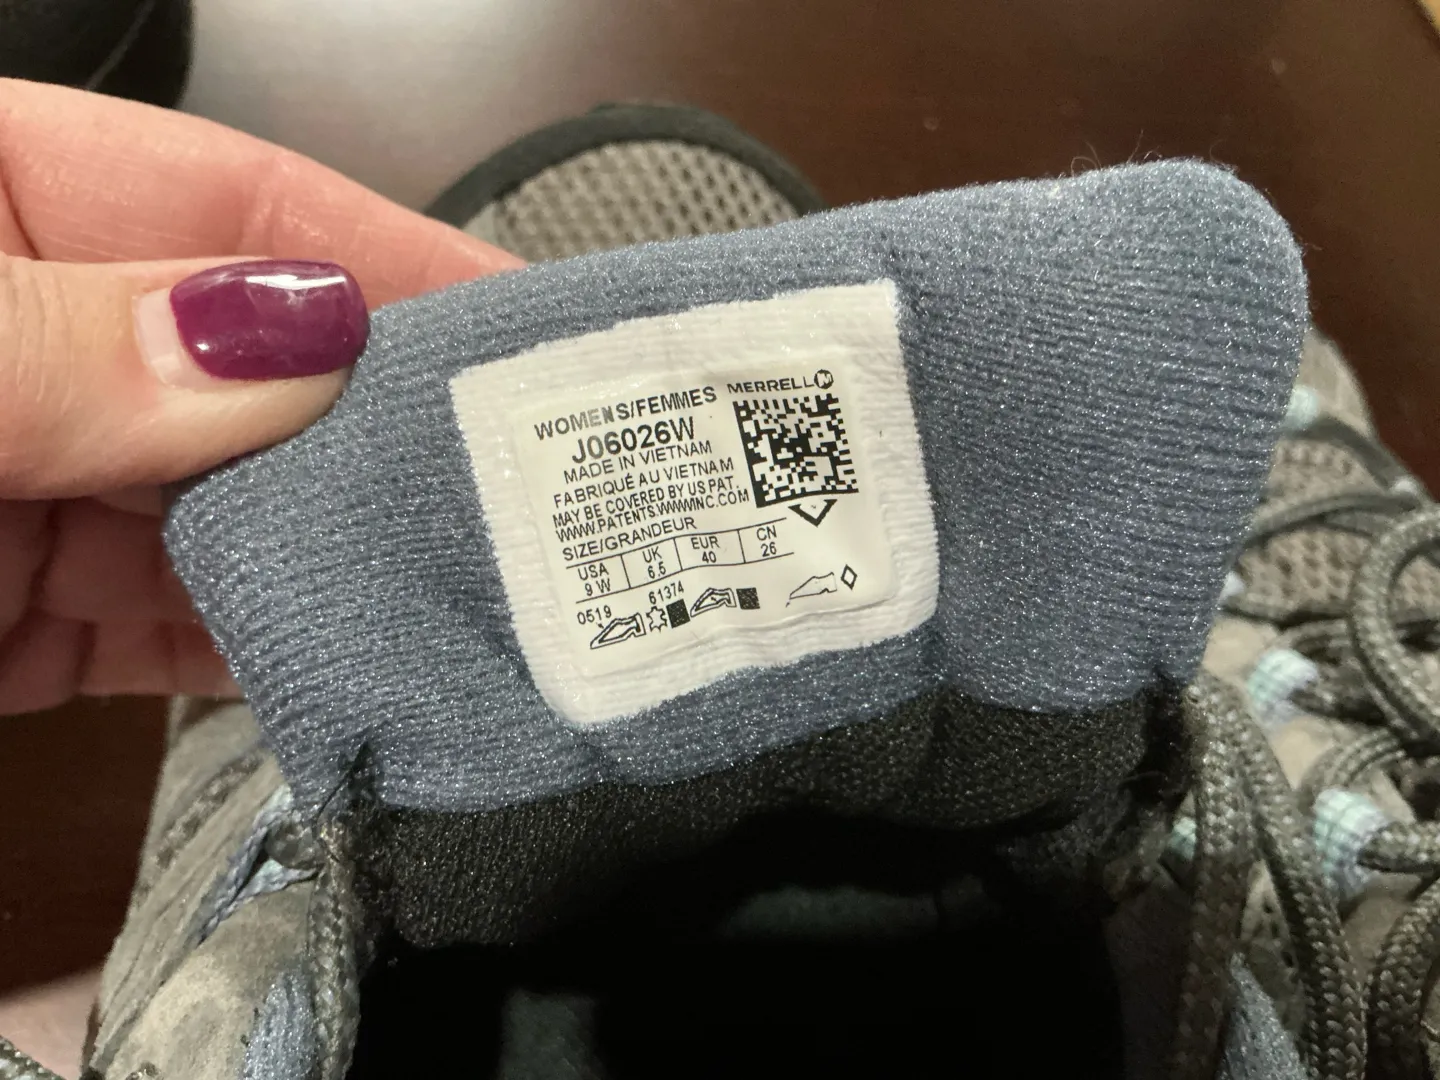 WOMENS/FEMMES MERRELL
J06026W
MADE IN VIETNAM
FABRIQUÉ AU VIETNAM
MAY BE COVERED BY US PAT.
WWW.PATENTS.WWWINC.COM
SIZE/GRANDEUR
USA UK EUR CN
9 W 6.5 40 26
0519 61374